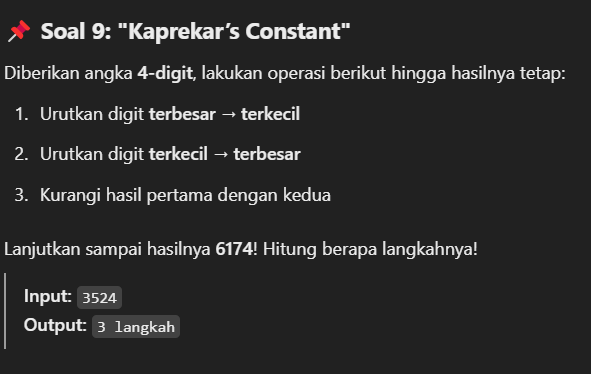 📌 Soal 9: "Kaprekar’s Constant"
Diberikan angka 4-digit, lakukan operasi berikut hingga hasilnya tetap:
1. Urutkan digit terbesar → terkecil
2. Urutkan digit terkecil → terbesar
3. Kurangi hasil pertama dengan kedua
Lanjutkan sampai hasilnya 6174! Hitung berapa langkahnya!
Input: 3524
Output: 3 langkah